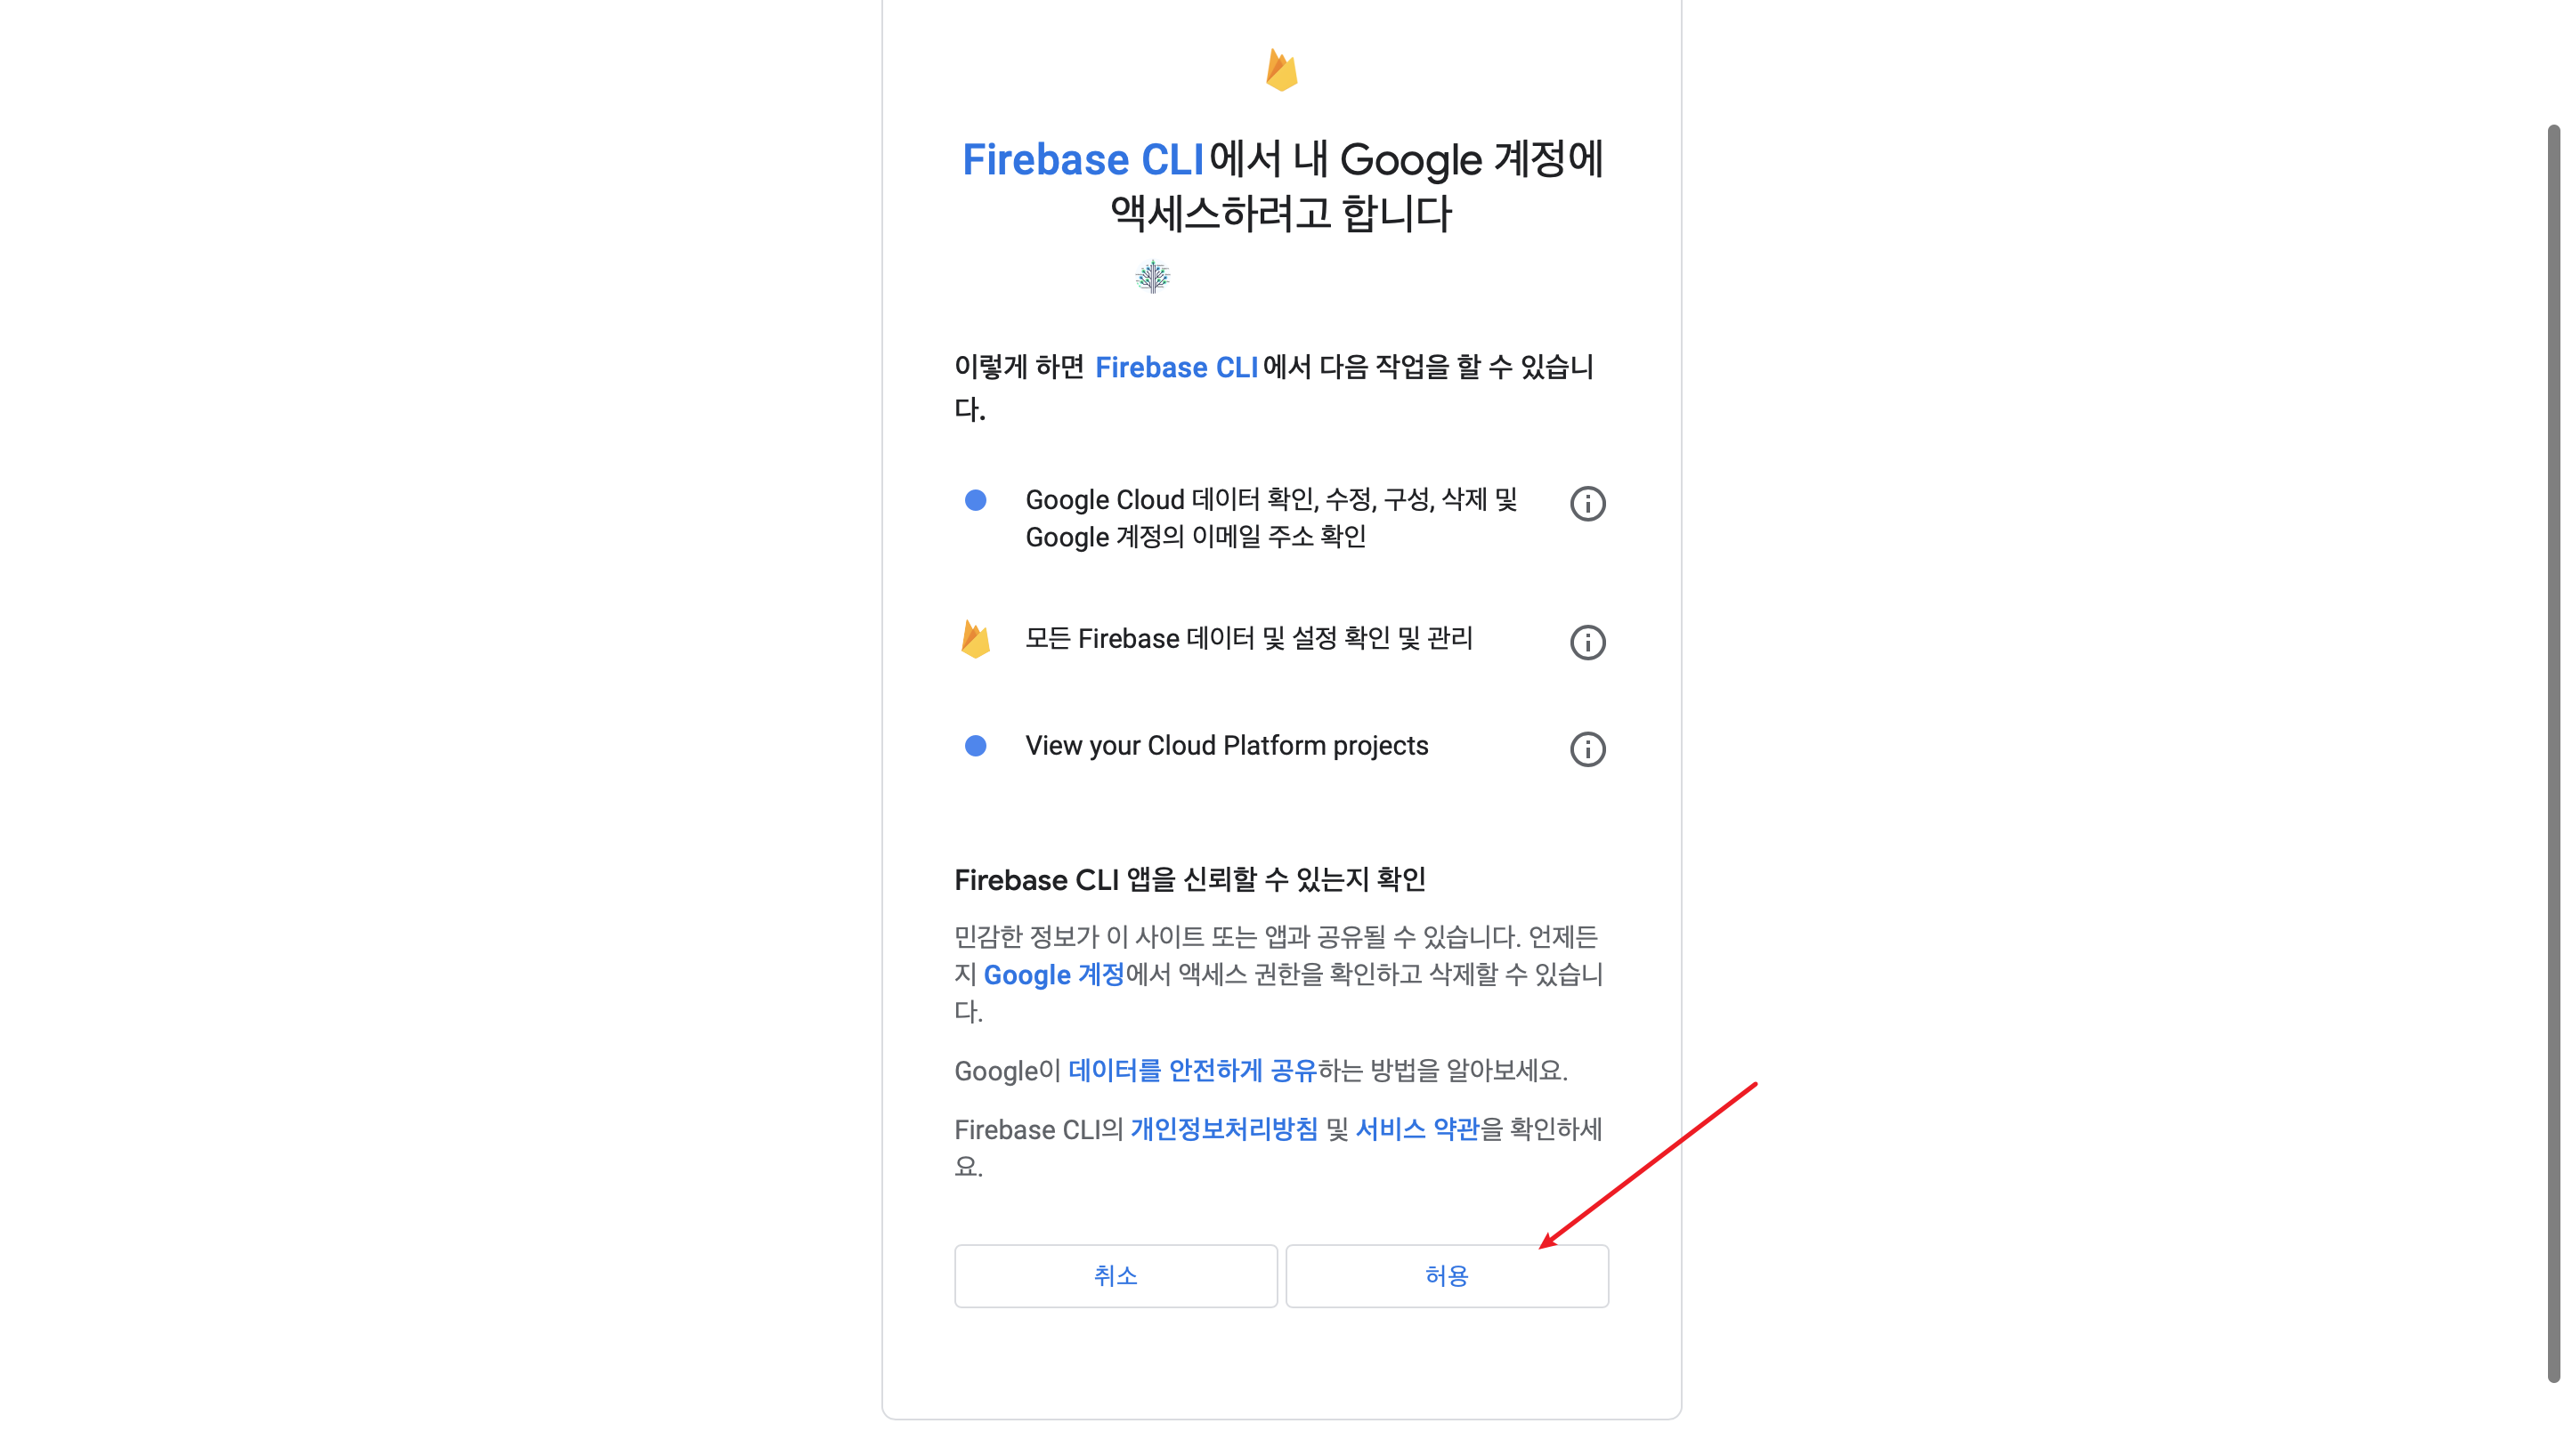 Firebase CLI에서 내 Google 계정에
액세스하려고 합니다
이렇게 하면 Firebase CLI에서 다음 작업을 할 수 있습니
다.
Google Cloud 데이터 확인, 수정, 구성, 삭제 및
Google 계정의 이메일 주소 확인
모든 Firebase 데이터 및 설정 확인 및 관리
View your Cloud Platform projects
Firebase CLI 앱을 신뢰할 수 있는지 확인
민감한 정보가 이 사이트 또는 앱과 공유될 수 있습니다. 언제든
지 Google 계정에서 액세스 권한을 확인하고 삭제할 수 있습니
다.
Google이 데이터를 안전하게 공유하는 방법을 알아보세요.
Firebase CLI의 개인정보처리방침 및 서비스 약관을 확인하세
요.
취소 허용